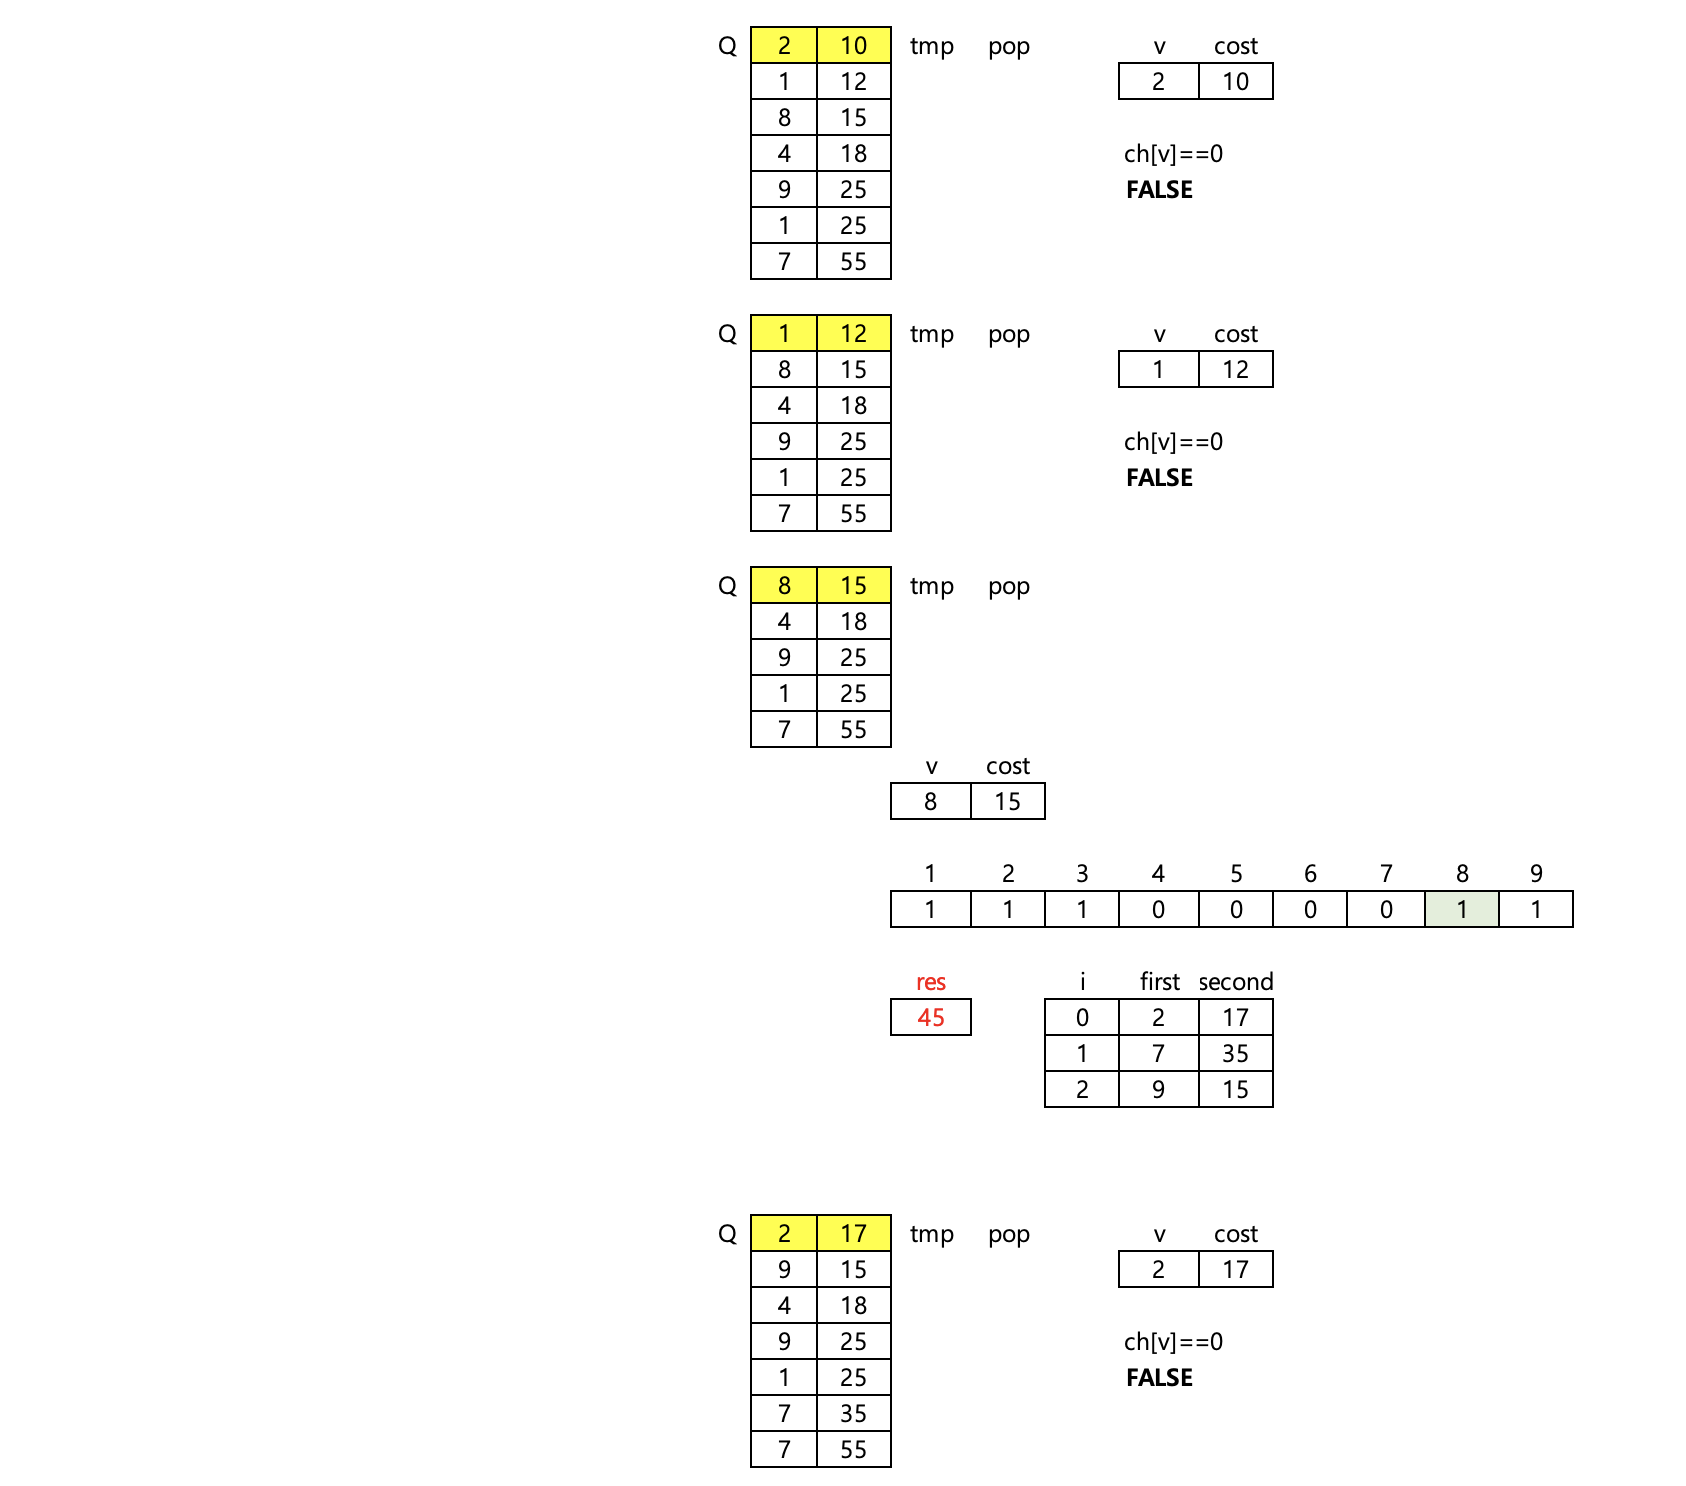 Q 2 10 tmp pop v cost
1 12 2 10
8 15
4 18 ch[v]==0
9 25 FALSE
1 25
7 55
Q 1 12 tmp pop v cost
8 15 1 12
4 18
9 25 ch[v]==0
1 25 FALSE
7 55
Q 8 15 tmp pop
4 18
9 25
1 25
7 55
v cost
8 15
1 2 3 4 5 6 7 8 9
1 1 1 0 0 0 0 1 1
res i first second
45 0 2 17
1 7 35
2 9 15
Q 2 17 tmp pop v cost
9 15 2 17
4 18
9 25 ch[v]==0
1 25 FALSE
7 35
7 55